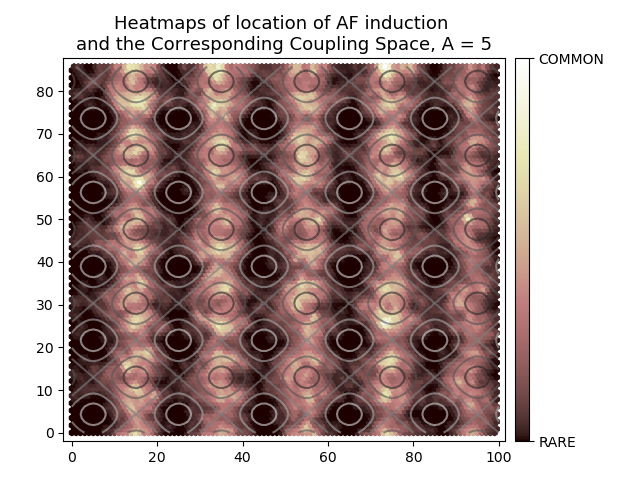 Heatmaps of location of AF induction
and the Corresponding Coupling Space, A = 5
COMMON
80
70
60
50
40
30
20
10
0
RARE
0 20 40 60 80 100